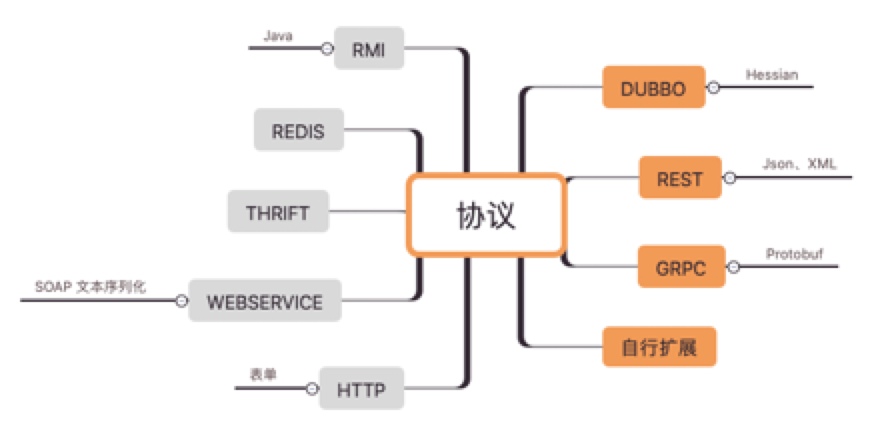 协议
Java
RMI
REDIS
THRIFT
SOAP 文本序列化
WEBSERVICE
表单
HTTP
DUBBO
Hessian
REST
Json、XML
GRPC
Protobuf
自行扩展